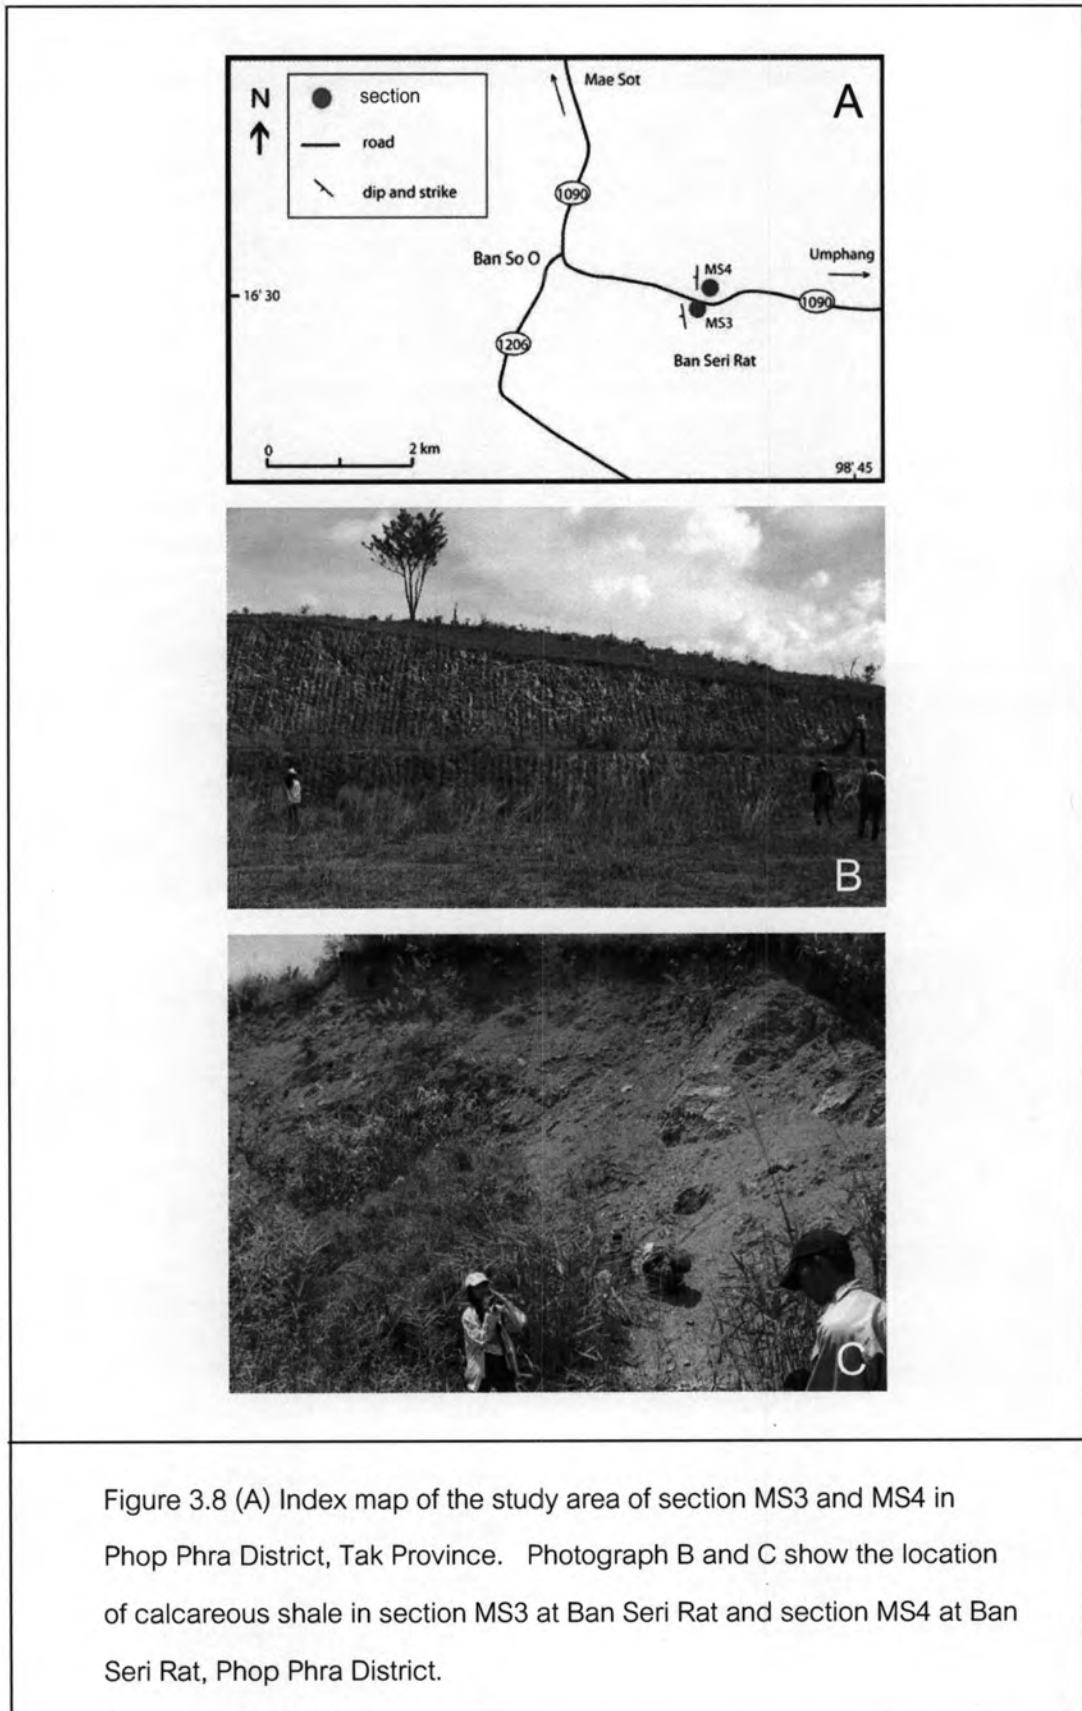 N
section
road
dip and strike
Mae Sot
A
1090
Ban So O
Umphang
MS4
16' 30
1090
MS3
1206
Ban Seri Rat
0
2 km
98' 45
B
C
Figure 3.8 (A) Index map of the study area of section MS3 and MS4 in
Phop Phra District, Tak Province. Photograph B and C show the location
of calcareous shale in section MS3 at Ban Seri Rat and section MS4 at Ban
Seri Rat, Phop Phra District.